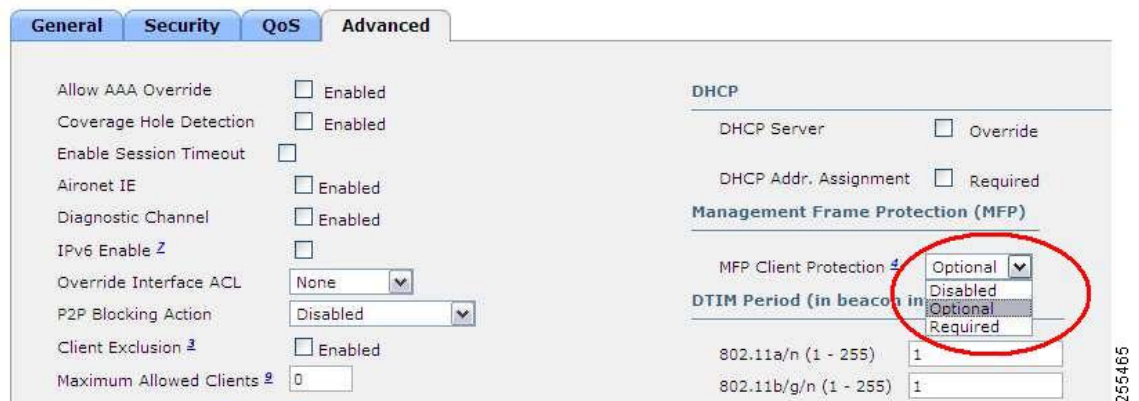 General Security QoS Advanced
Allow AAA Override Enabled
Coverage Hole Detection Enabled
Enable Session Timeout
Aironet IE Enabled
Diagnostic Channel Enabled
IPv6 Enable 7
Override Interface ACL None
P2P Blocking Action Disabled
Client Exclusion 3 Enabled
Maximum Allowed Clients 9 0
DHCP
DHCP Server Override
DHCP Addr. Assignment Required
Management Frame Protection (MFP)
MFP Client Protection 4 Optional
Disabled
Optional
Required
DTIM Period (in beacon in
802.11a/n (1 - 255) 1
802.11b/g/n (1 - 255) 1
255465